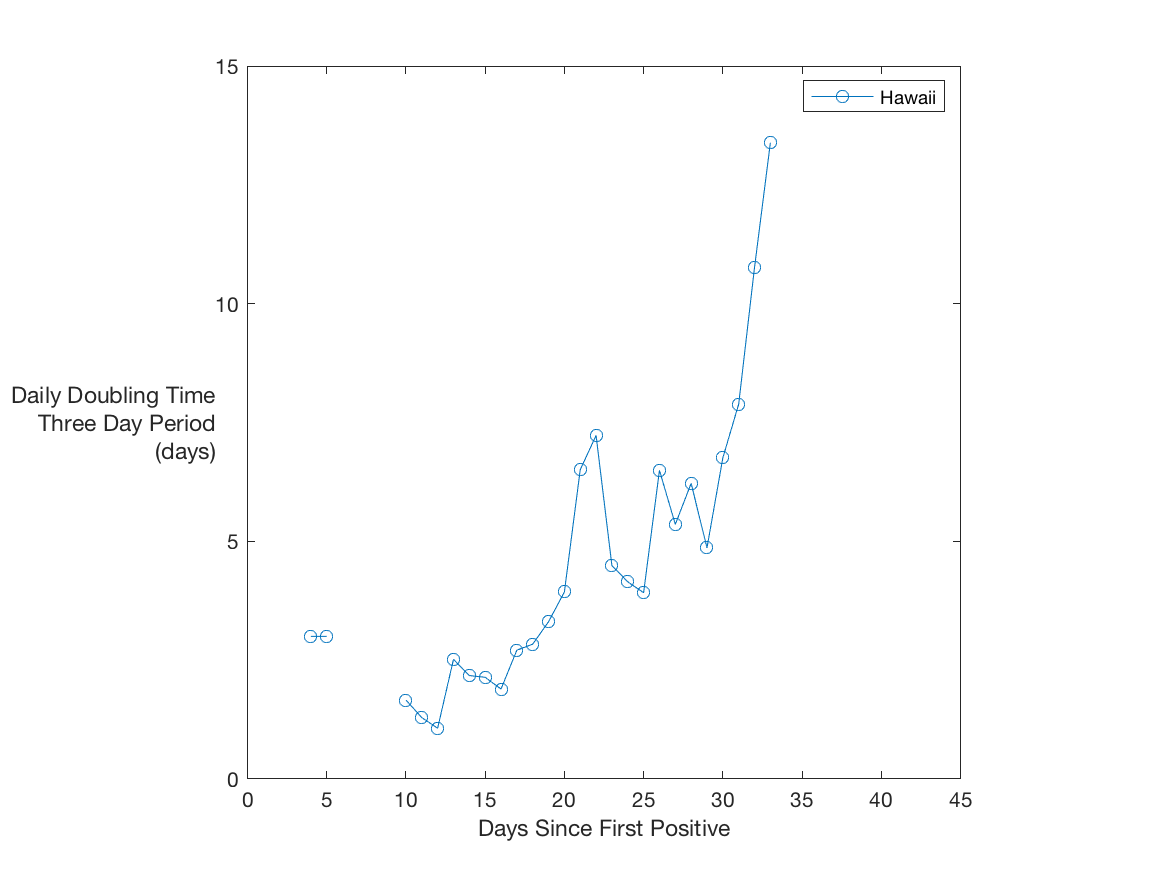 15
Hawaii
10
Daily Doubling Time
Three Day Period
(days)
5
0
0 5 10 15 20 25 30 35 40 45
Days Since First Positive